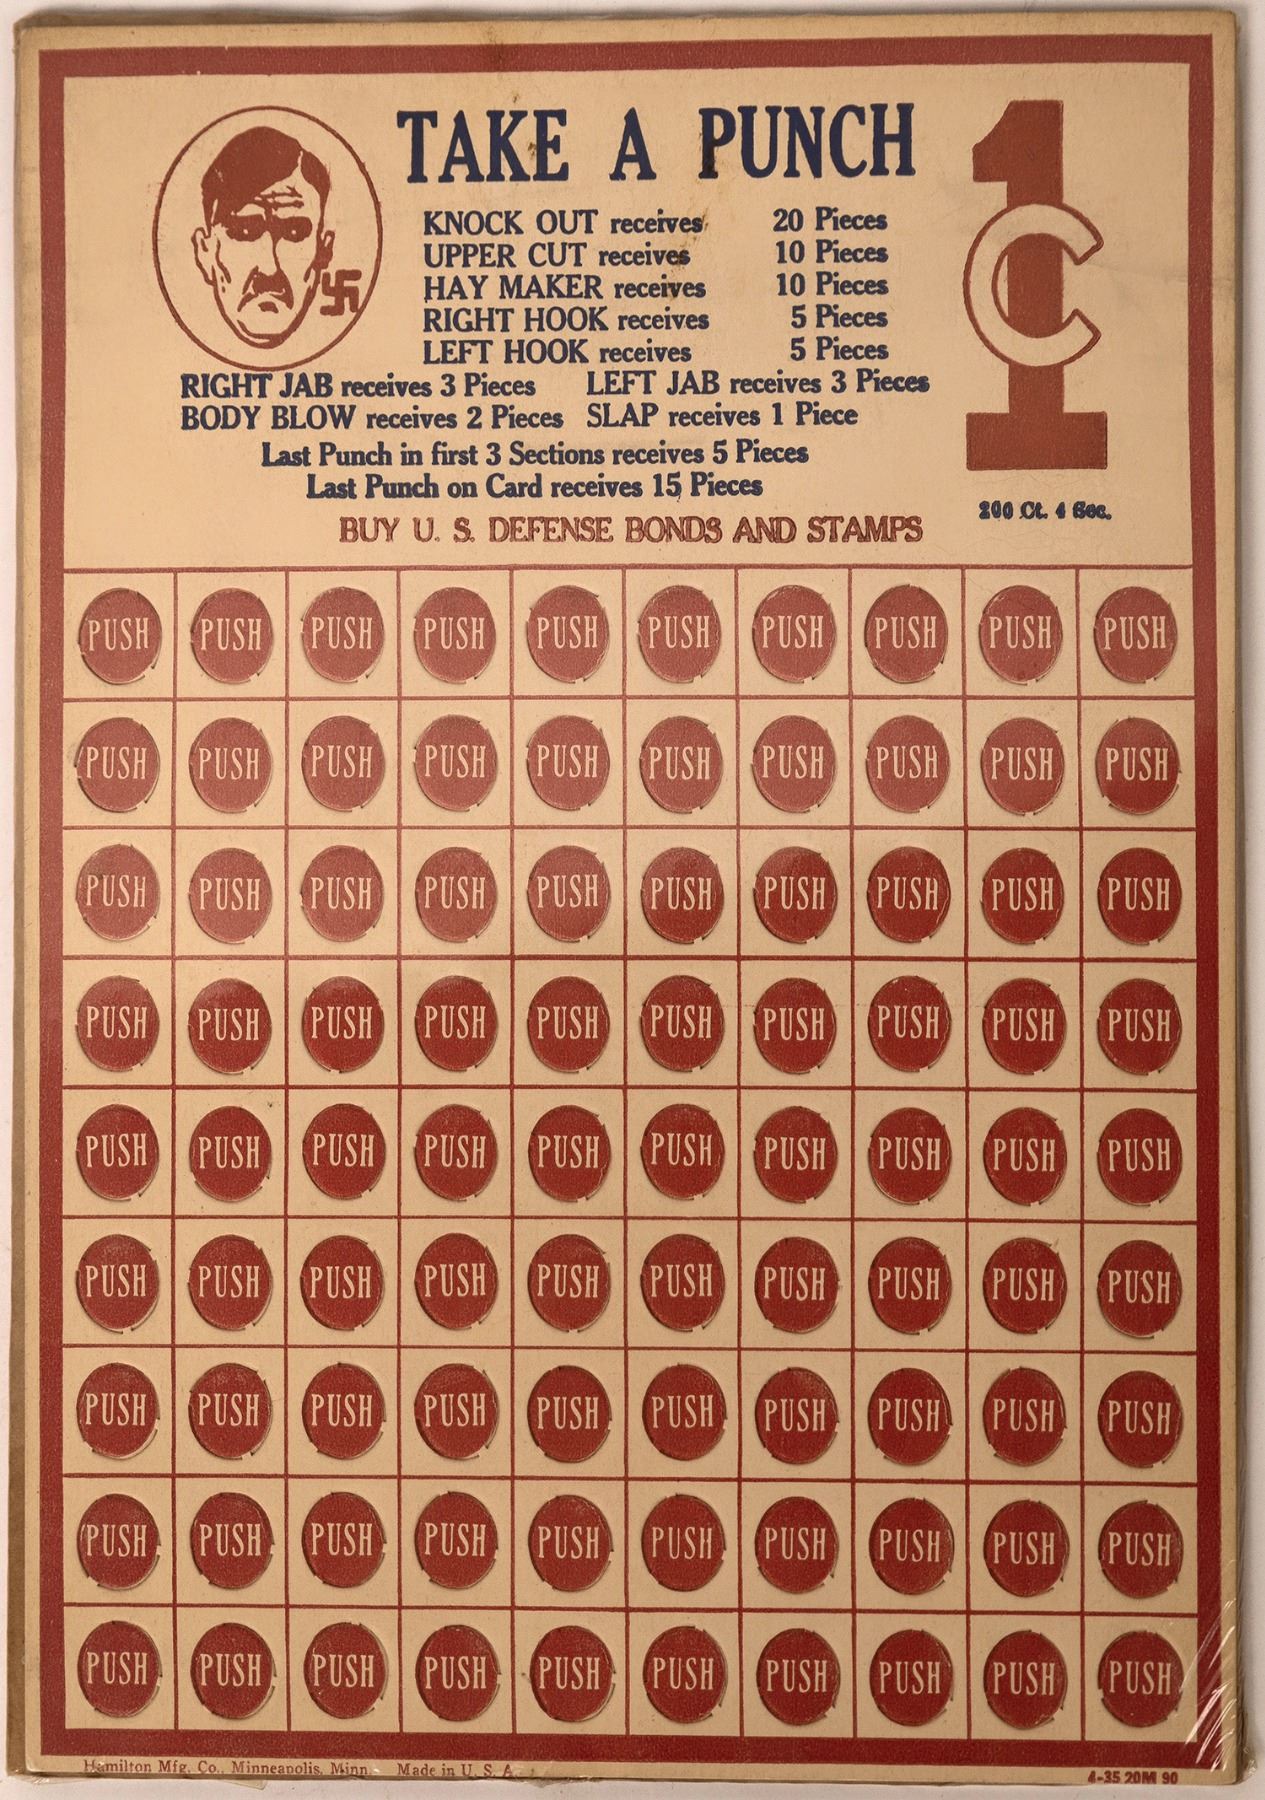 TAKE A PUNCH
1¢
KNOCK OUT receives 20 Pieces
UPPER CUT receives 10 Pieces
HAY MAKER receives 10 Pieces
RIGHT HOOK receives 5 Pieces
LEFT HOOK receives 5 Pieces
RIGHT JAB receives 3 Pieces LEFT JAB receives 3 Pieces
BODY BLOW receives 2 Pieces SLAP receives 1 Piece
Last Punch in first 3 Sections receives 5 Pieces
Last Punch on Card receives 15 Pieces
200 Ct. 4 Sec.
BUY U. S. DEFENSE BONDS AND STAMPS
PUSH PUSH PUSH PUSH PUSH PUSH PUSH PUSH PUSH PUSH
PUSH PUSH PUSH PUSH PUSH PUSH PUSH PUSH PUSH PUSH
PUSH PUSH PUSH PUSH PUSH PUSH PUSH PUSH PUSH PUSH
PUSH PUSH PUSH PUSH PUSH PUSH PUSH PUSH PUSH PUSH
PUSH PUSH PUSH PUSH PUSH PUSH PUSH PUSH PUSH PUSH
PUSH PUSH PUSH PUSH PUSH PUSH PUSH PUSH PUSH PUSH
PUSH PUSH PUSH PUSH PUSH PUSH PUSH PUSH PUSH PUSH
PUSH PUSH PUSH PUSH PUSH PUSH PUSH PUSH PUSH PUSH
PUSH PUSH PUSH PUSH PUSH PUSH PUSH PUSH PUSH PUSH
Hamilton Mfg. Co., Minneapolis, Minn. Made in U. S. A.
4-35 20M 90